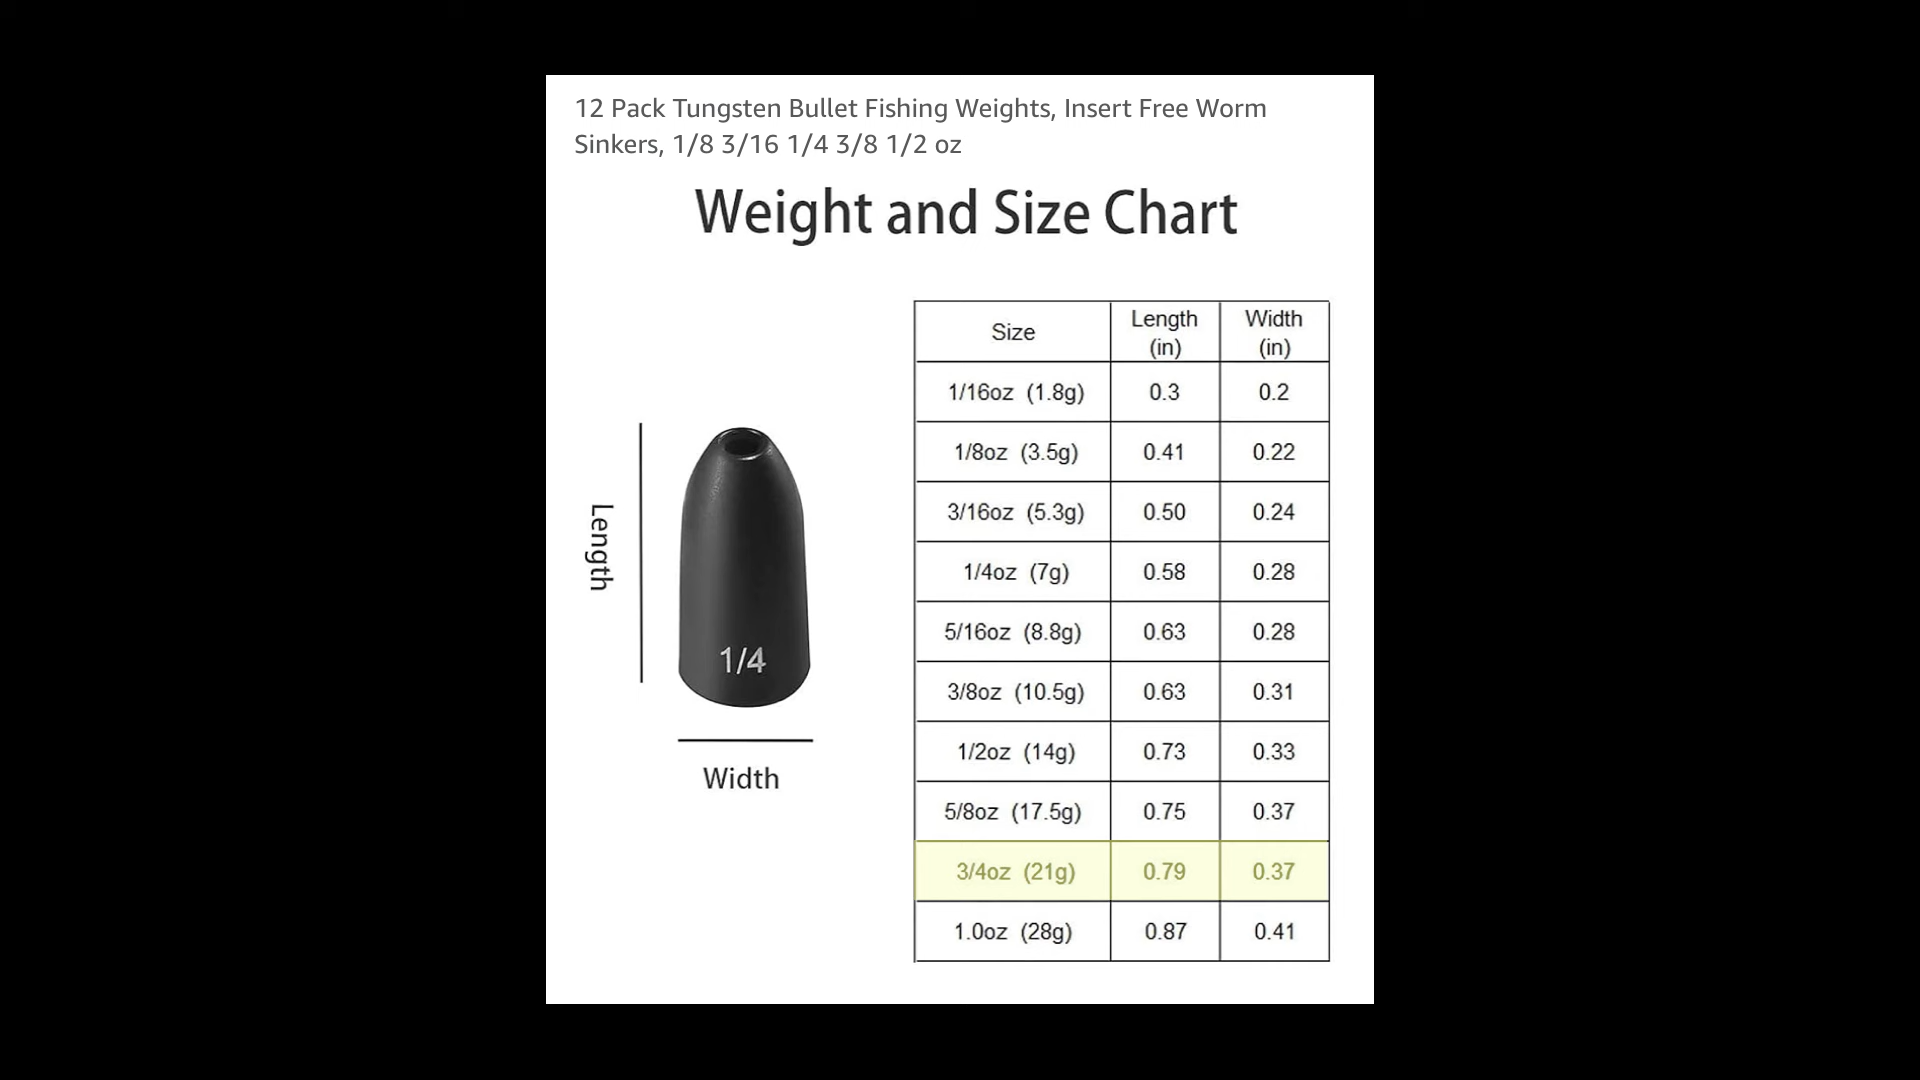 12 Pack Tungsten Bullet Fishing Weights, Insert Free Worm
Sinkers, 1/8 3/16 1/4 3/8 1/2 oz
Weight and Size Chart
Length
1/4
Width
Size Length (in) Width (in)
1/16oz (1.8g) 0.3 0.2
1/8oz (3.5g) 0.41 0.22
3/16oz (5.3g) 0.50 0.24
1/4oz (7g) 0.58 0.28
5/16oz (8.8g) 0.63 0.28
3/8oz (10.5g) 0.63 0.31
1/2oz (14g) 0.73 0.33
5/8oz (17.5g) 0.75 0.37
3/4oz (21g) 0.79 0.37
1.0oz (28g) 0.87 0.41